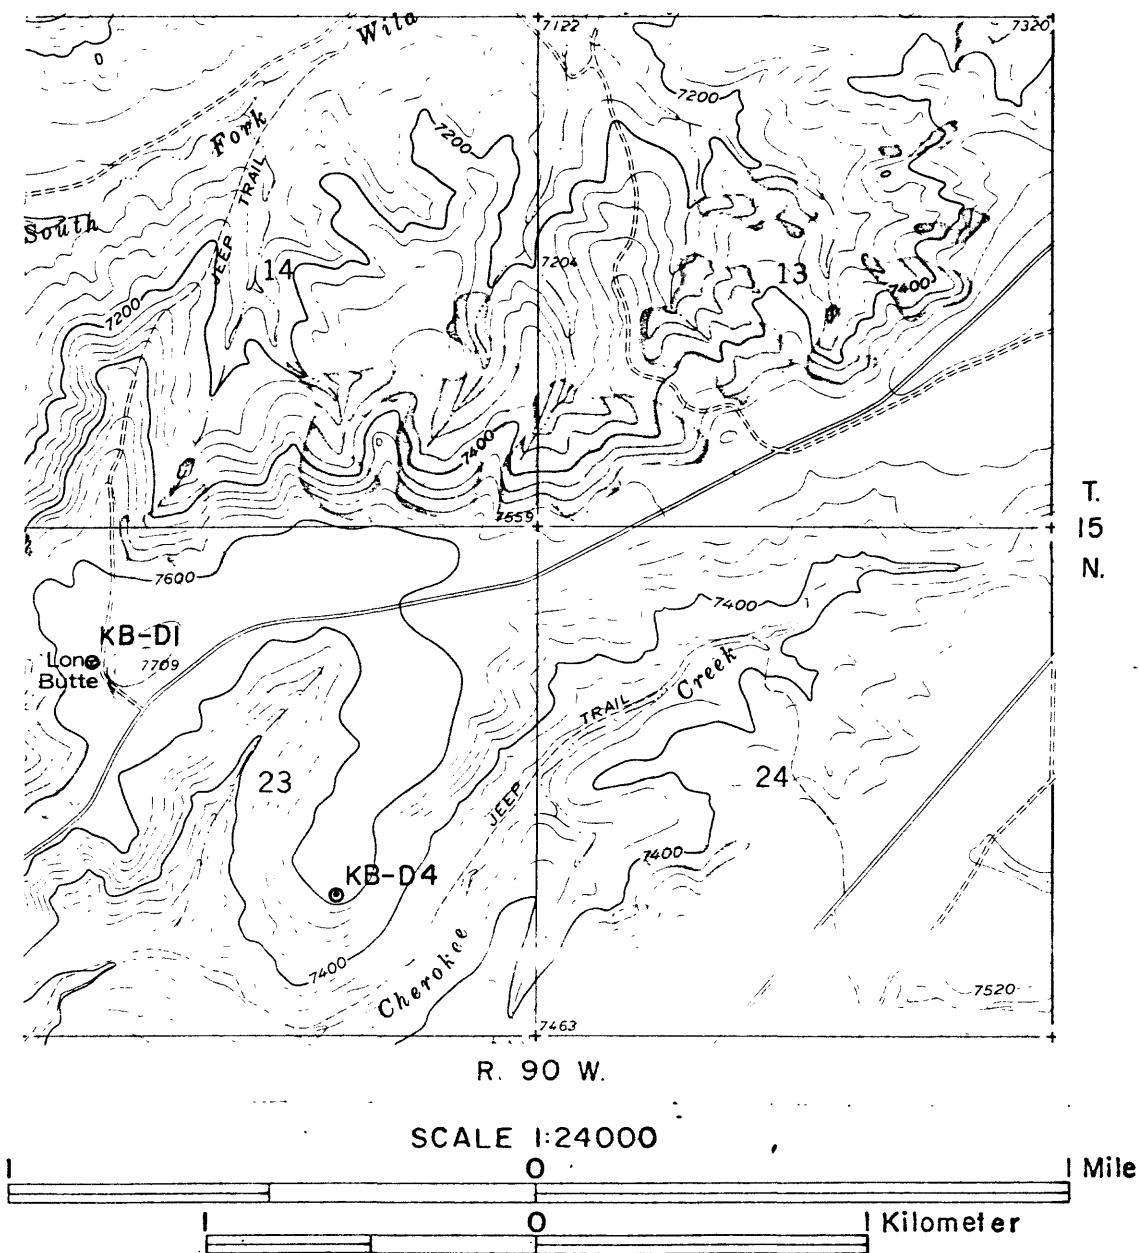 Wila
7122
7320
7200
7200
Fork
TRAIL
South
JEEP
14
7204
13
7400
7200
7400
7559
T.
15
N.
7600
7400
KB-D1
Lone
Butte
7709
Creek
TRAIL
23
24
JEEP
7400
KB-D4
7400
Cherokee
7520
7463
R. 90 W.
SCALE 1:24000
1 0 1 Mile
1 0 1 Kilometer